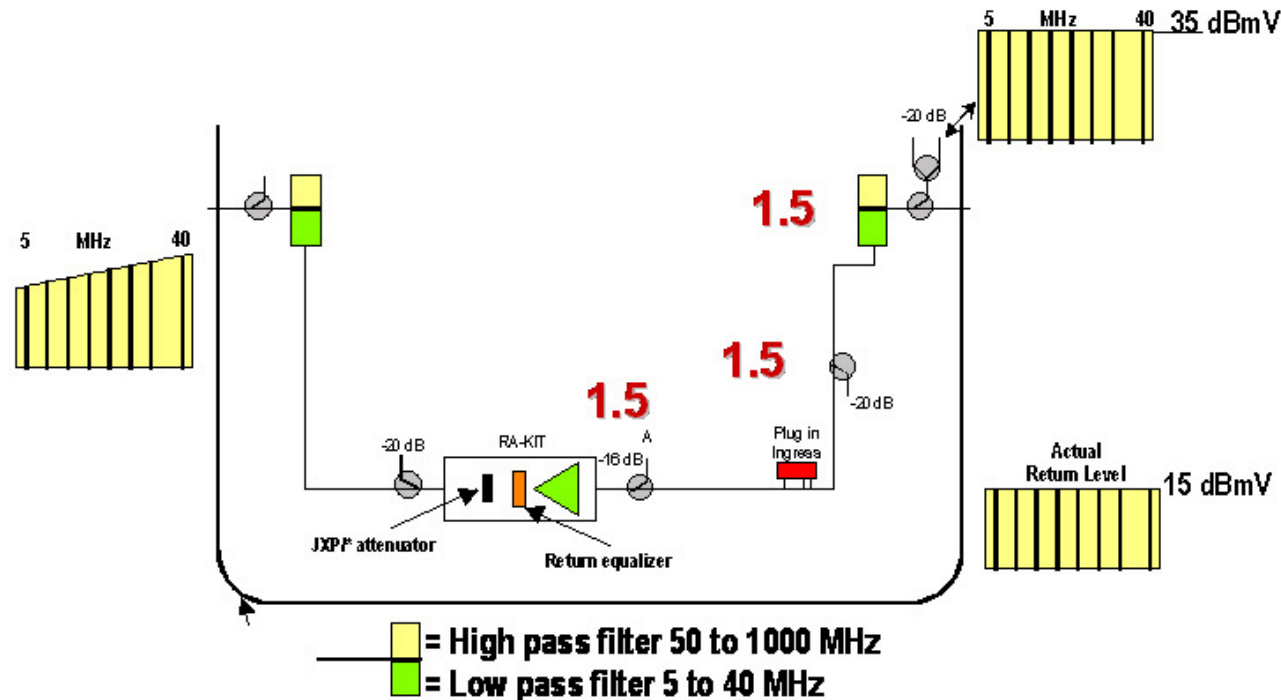 5 MHz 40 35 dBmV
-20 dB
1.5
5 MHz 40
1.5
-20 dB
1.5
A
-20 dB
RA-KIT
-16 dB
Plug in
Ingress
Actual
Return Level
15 dBmV
JXP/* attenuator
Return equalizer
= High pass filter 50 to 1000 MHz
= Low pass filter 5 to 40 MHz